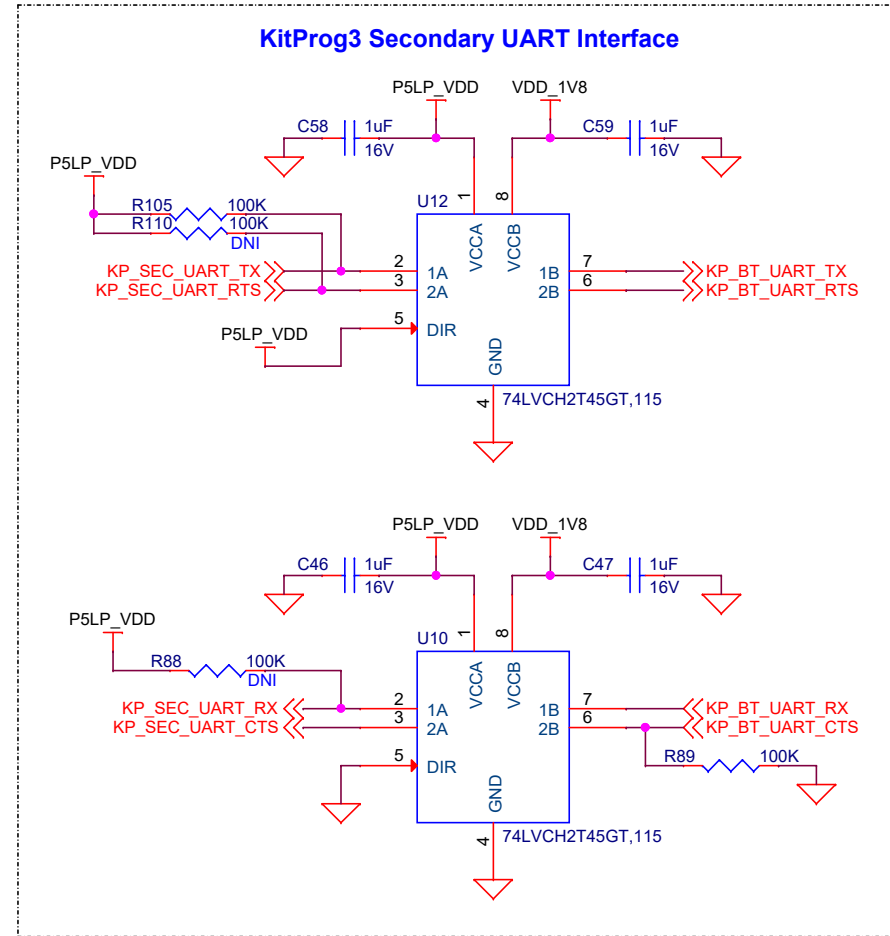 KitProg3 Secondary UART Interface
P5LP_VDD VDD_1V8
C58 1uF C59 1uF
16V 16V
P5LP_VDD
R105 100K
R110 100K
DNI
1 8
U12
VCCA VCCB
KP_SEC_UART_TX 2 1A 1B 7 KP_BT_UART_TX
KP_SEC_UART_RTS 3 2A 2B 6 KP_BT_UART_RTS
P5LP_VDD 5 DIR
GND
4 74LVCH2T45GT,115
P5LP_VDD VDD_1V8
C46 1uF C47 1uF
16V 16V
P5LP_VDD
1 8
U10
R88 100K
DNI
VCCA VCCB
KP_SEC_UART_RX 2 1A 1B 7 KP_BT_UART_RX
KP_SEC_UART_CTS 3 2A 2B 6 KP_BT_UART_CTS
5 DIR R89 100K
GND
4 74LVCH2T45GT,115